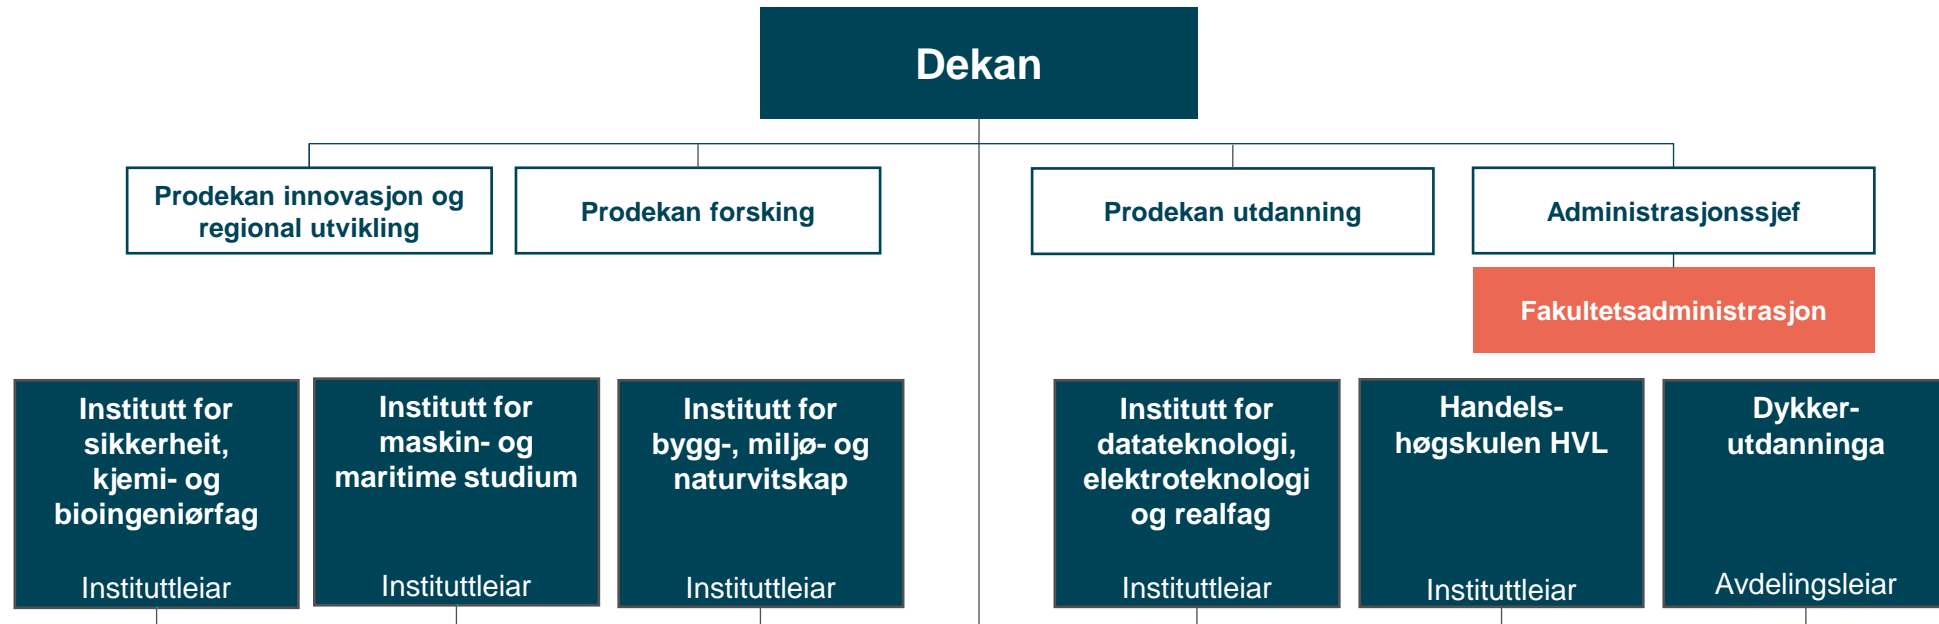 Dekan
Prodekan innovasjon og
regional utvikling
Prodekan forsking
Prodekan utdanning
Administrasjonssjef
Fakultetsadministrasjon
Institutt for
sikkerheit,
kjemi- og
bioingeniørfag
Instituttleiar
Institutt for
maskin- og
maritime studium
Instituttleiar
Institutt for
bygg-, miljø- og
naturvitskap
Instituttleiar
Institutt for
datateknologi,
elektroteknologi
og realfag
Instituttleiar
Handels-
høgskulen HVL
Instituttleiar
Dykker-
utdanninga
Avdelingsleiar